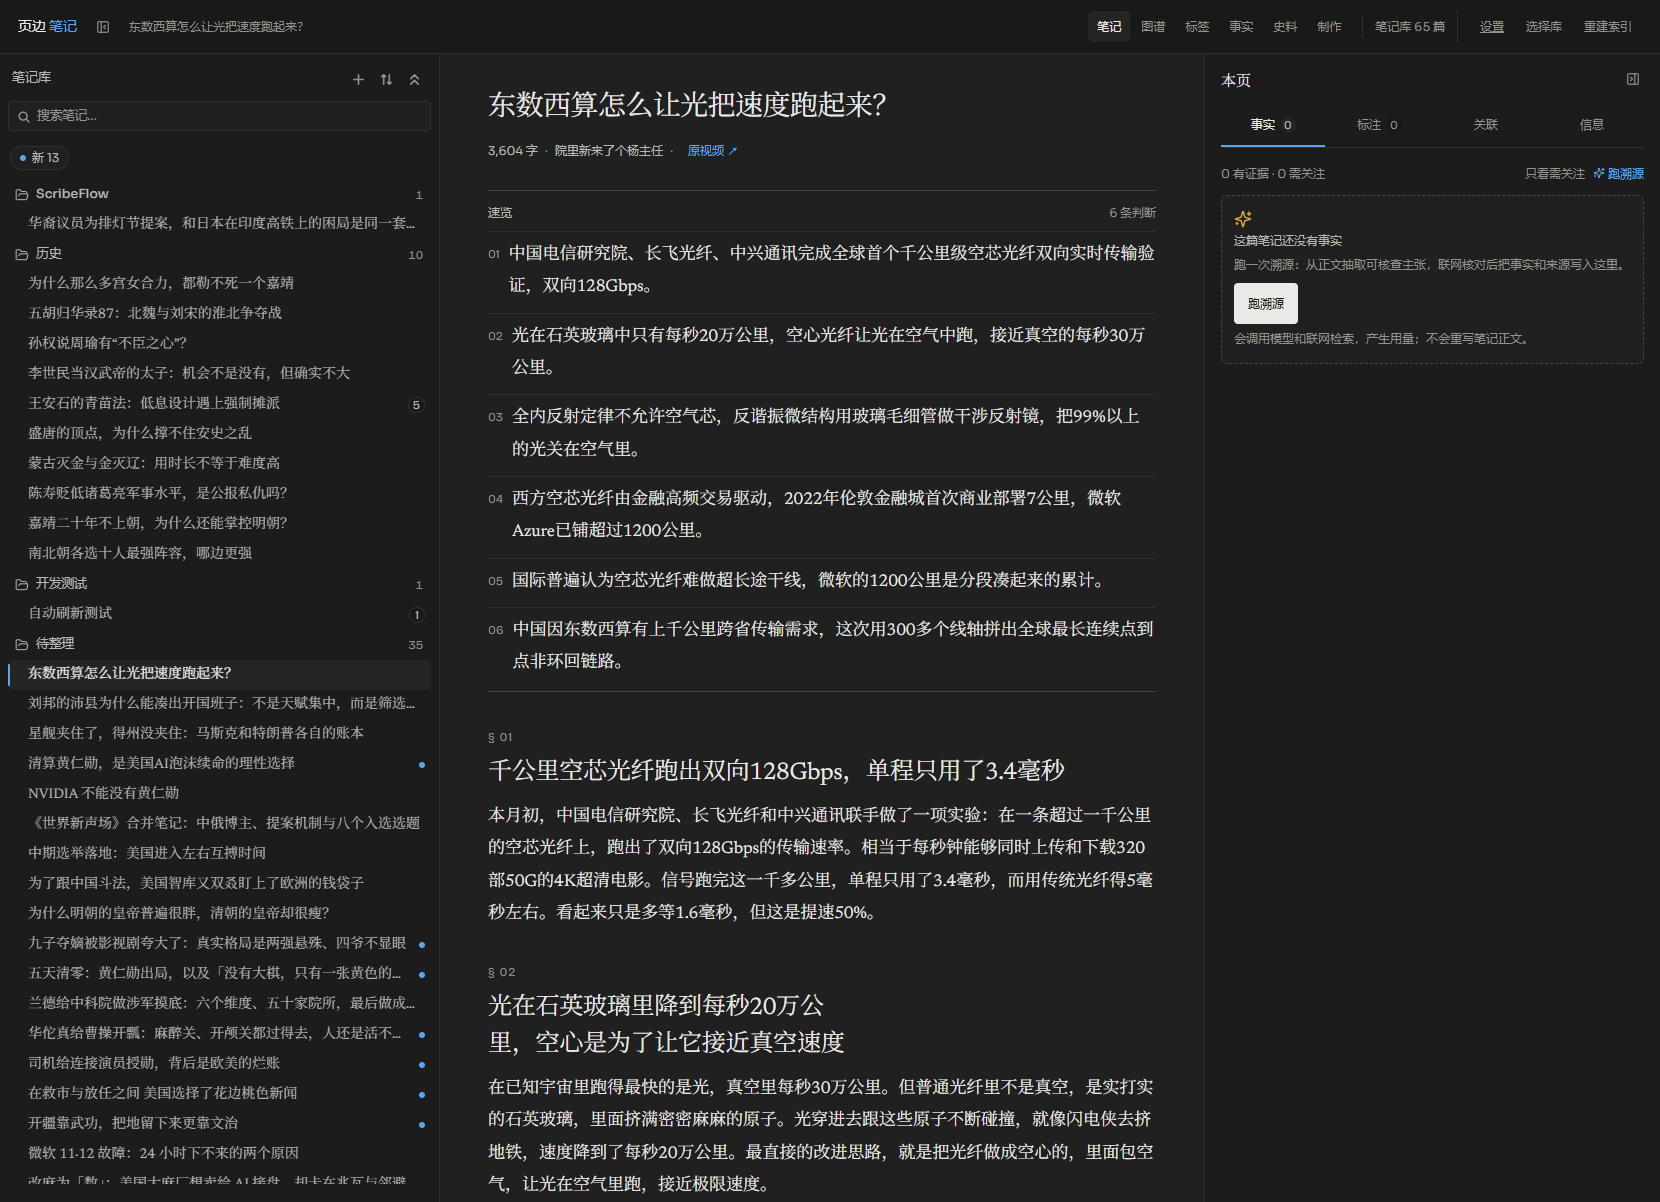 页边 笔记
东数西算怎么让光把速度跑起来？
笔记 图谱 标签 事实 史料 制作 笔记库 65 篇 设置 选择库 重建索引
笔记库
搜索笔记...
新 13
ScribeFlow 1
华裔议员为排灯节提案，和日本在印度高铁上的困局是同一套...
历史 10
为什么那么多宫女合力，都勒不死一个嘉靖
五胡归华录87：北魏与刘宋的淮北争夺战
孙权说周瑜有“不臣之心”？
李世民当汉武帝的太子：机会不是没有，但确实不大
王安石的青苗法：低息设计遇上强制摊派 5
盛唐的顶点，为什么撑不住安史之乱
蒙古灭金与金灭辽：用时长不等于难度高
陈寿贬低诸葛亮军事水平，是公报私仇吗？
嘉靖二十年不上朝，为什么还能掌控明朝？
南北朝各选十人最强阵容，哪边更强
开发测试 1
自动刷新测试 1
待整理 35
东数西算怎么让光把速度跑起来？
刘邦的沛县为什么能凑出开国班子：不是天赋集中，而是筛选...
星舰夹住了，得州没夹住：马斯克和特朗普各自的账本
清算黄仁勋，是美国AI泡沫续命的理性选择
NVIDIA 不能没有黄仁勋
《世界新声场》合并笔记：中俄博主、提案机制与八个入选选题
中期选举落地：美国进入左右互搏时间
为了跟中国斗法，美国智库又双叒盯上了欧洲的钱袋子
为什么明朝的皇帝普遍很胖，清朝的皇帝却很瘦？
九子夺嫡被影视剧夸大了：真实格局是两强悬殊、四爷不显眼
五天清零：黄仁勋出局，以及「没有大棋，只有一张黄色的...
兰德给中科院做涉军摸底：六个维度、五十家院所，最后做成...
华佗真给曹操开瓢：麻醉关、开颅关都过得去，人还是活不...
司机给连接演员授勋，背后是欧美的烂账
在救市与放任之间 美国选择了花边桃色新闻
开疆靠武功，把地留下来更靠文治
微软 11·12 故障：24 小时下不来的两个原因
东数西算怎么让光把速度跑起来？
3,604 字 · 院里新来了个杨主任 · 原视频 ↗
速览 6 条判断
01 中国电信研究院、长飞光纤、中兴通讯完成全球首个千公里级空芯光纤双向实时传输验
证，双向128Gbps。
02 光在石英玻璃中只有每秒20万公里，空心光纤让光在空气中跑，接近真空的每秒30万
公里。
03 全内反射定律不允许空气芯，反谐振微结构用玻璃毛细管做干涉反射镜，把99%以上
的光关在空气里。
04 西方空芯光纤由金融高频交易驱动，2022年伦敦金融城首次商业部署7公里，微软
Azure已铺超过1200公里。
05 国际普遍认为空芯光纤难做超长途干线，微软的1200公里是分段凑起来的累计。
06 中国因东数西算有上千公里跨省传输需求，这次用300多个线轴拼出全球最长连续点到
点非环回链路。
§ 01
千公里空芯光纤跑出双向128Gbps，单程只用了3.4毫秒
本月初，中国电信研究院、长飞光纤和中兴通讯联手做了一项实验：在一条超过一千公里
的空芯光纤上，跑出了双向128Gbps的传输速率。相当于每秒钟能够同时上传和下载320
部50G的4K超清电影。信号跑完这一千多公里，单程只用了3.4毫秒，而用传统光纤得5毫
秒左右。看起来只是多等1.6毫秒，但这是提速50%。
§ 02
光在石英玻璃里降到每秒20万公
里，空心是为了让它接近真空速度
在已知宇宙里跑得最快的是光，真空里每秒30万公里。但普通光纤里不是真空，是实打实
的石英玻璃，里面挤满密密麻麻的原子。光穿进去跟这些原子不断碰撞，就像闪电侠去挤
地铁，速度降到了每秒20万公里。最直接的改进思路，就是把光纤做成空心的，里面包空
气，让光在空气里跑，接近极限速度。
本页
事实 0 标注 0 关联 信息
0 有证据 · 0 需关注 只看需关注 跑溯源
这篇笔记还没有事实
跑一次溯源：从正文抽取可核查主张，联网核对后把事实和来源写入这里。
跑溯源
会调用模型和联网检索，产生用量；不会重写笔记正文。